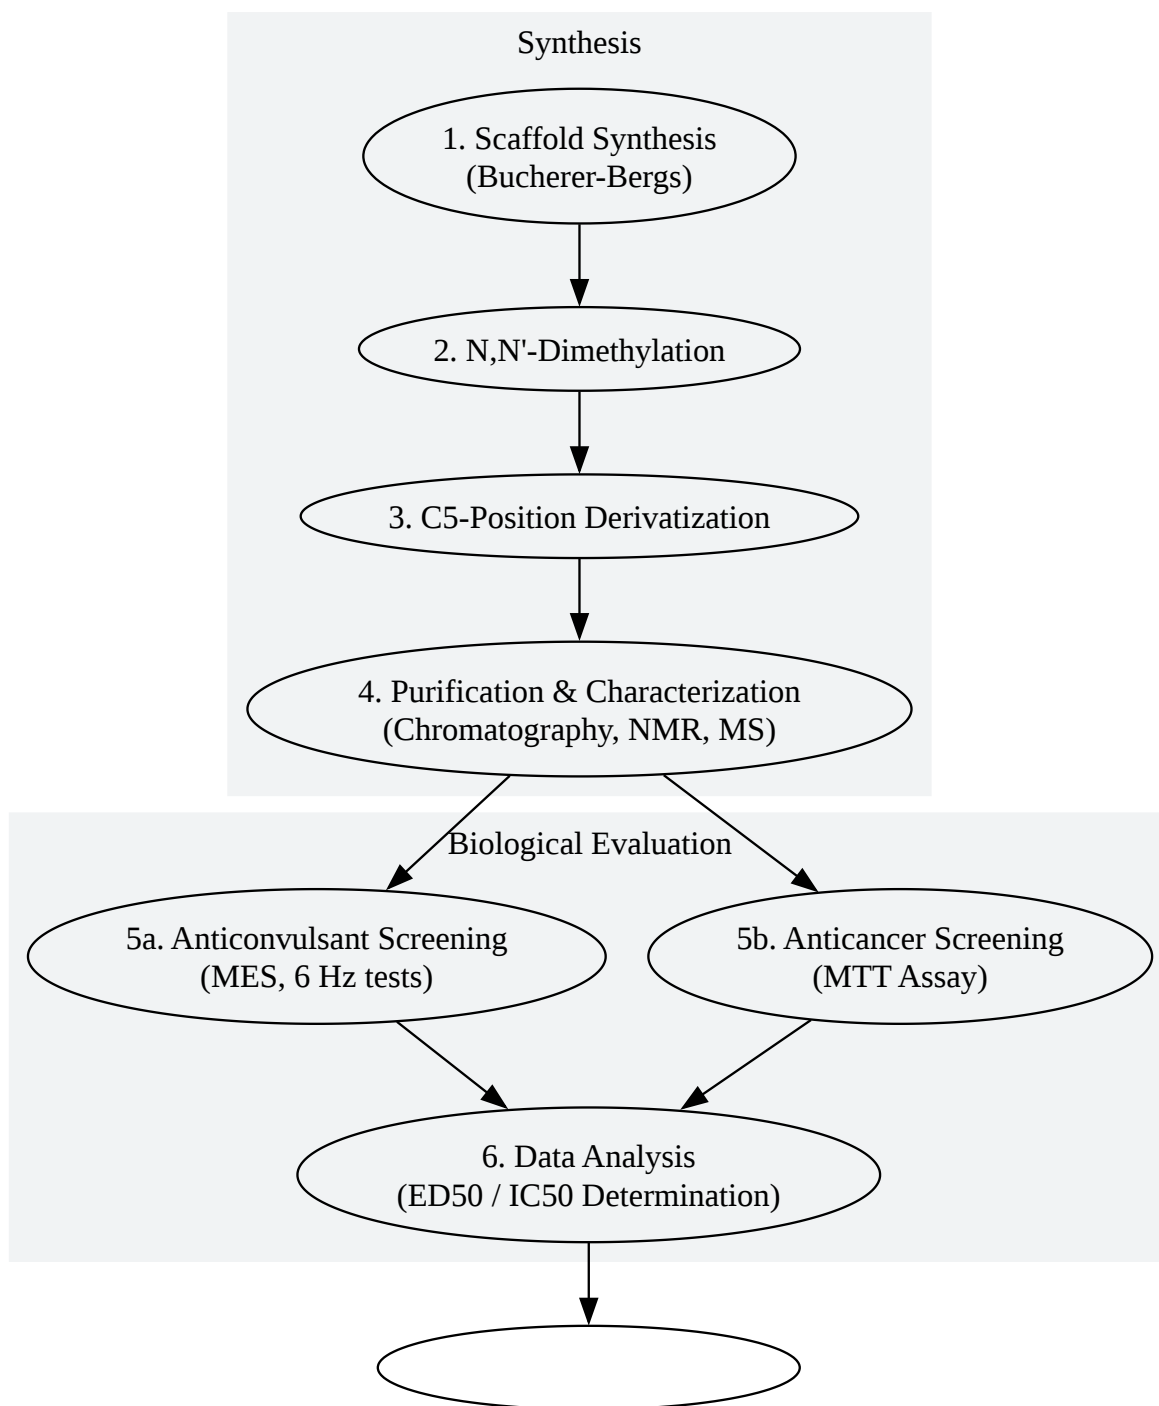 Synthesis
1. Scaffold Synthesis
(Bucherer-Bergs)
2. N,N'-Dimethylation
3. C5-Position Derivatization
4. Purification & Characterization
(Chromatography, NMR, MS)
Biological Evaluation
5a. Anticonvulsant Screening
(MES, 6 Hz tests)
5b. Anticancer Screening
(MTT Assay)
6. Data Analysis
(ED50 / IC50 Determination)